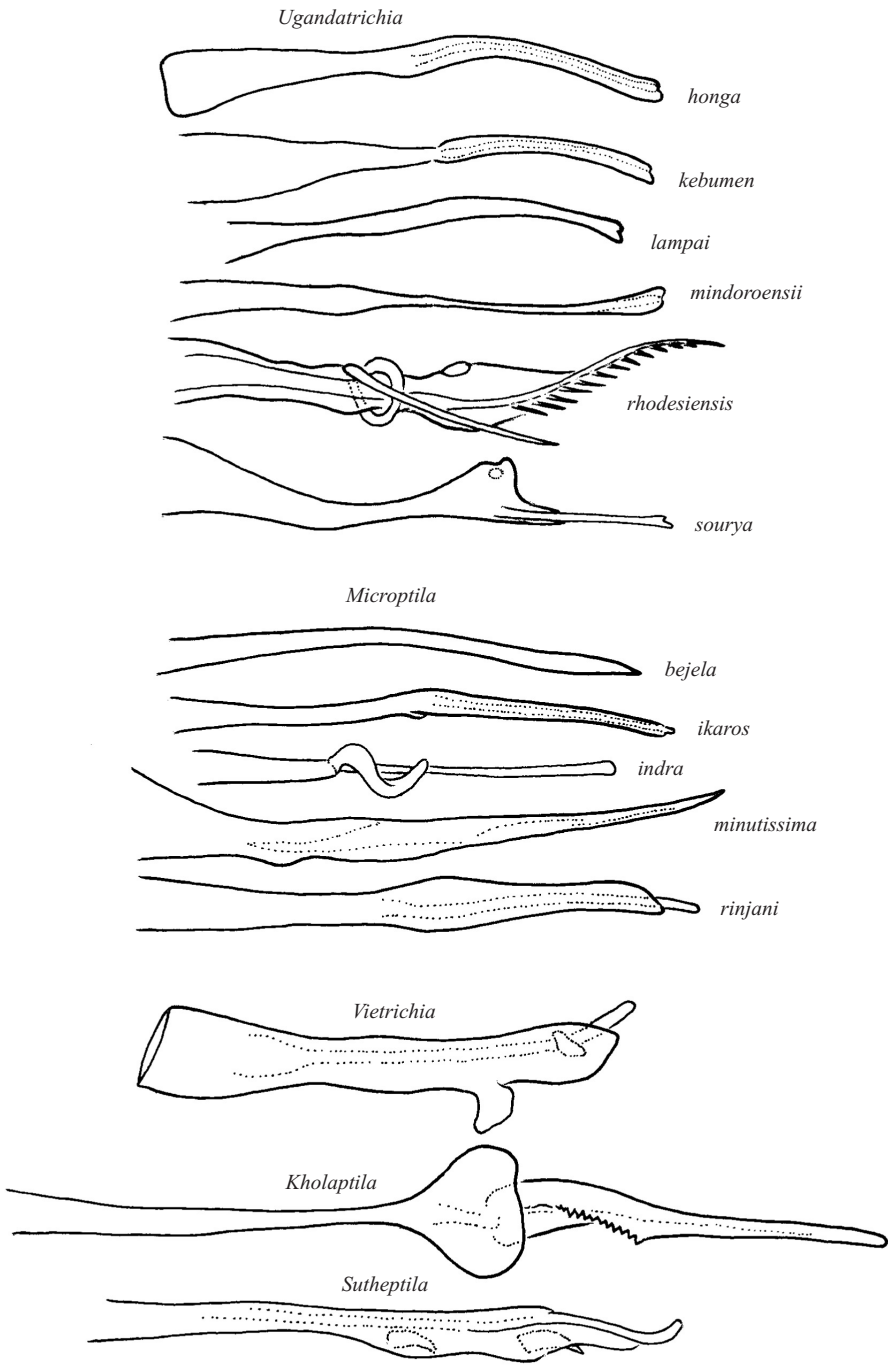 Ugandatrichia
honga
kebumen
lampai
mindoroensii
rhodesiensis
sourya
Microptila
bejela
ikaros
indra
minutissima
rinjani
Vietrichia
Kholaptila
Sutheptila